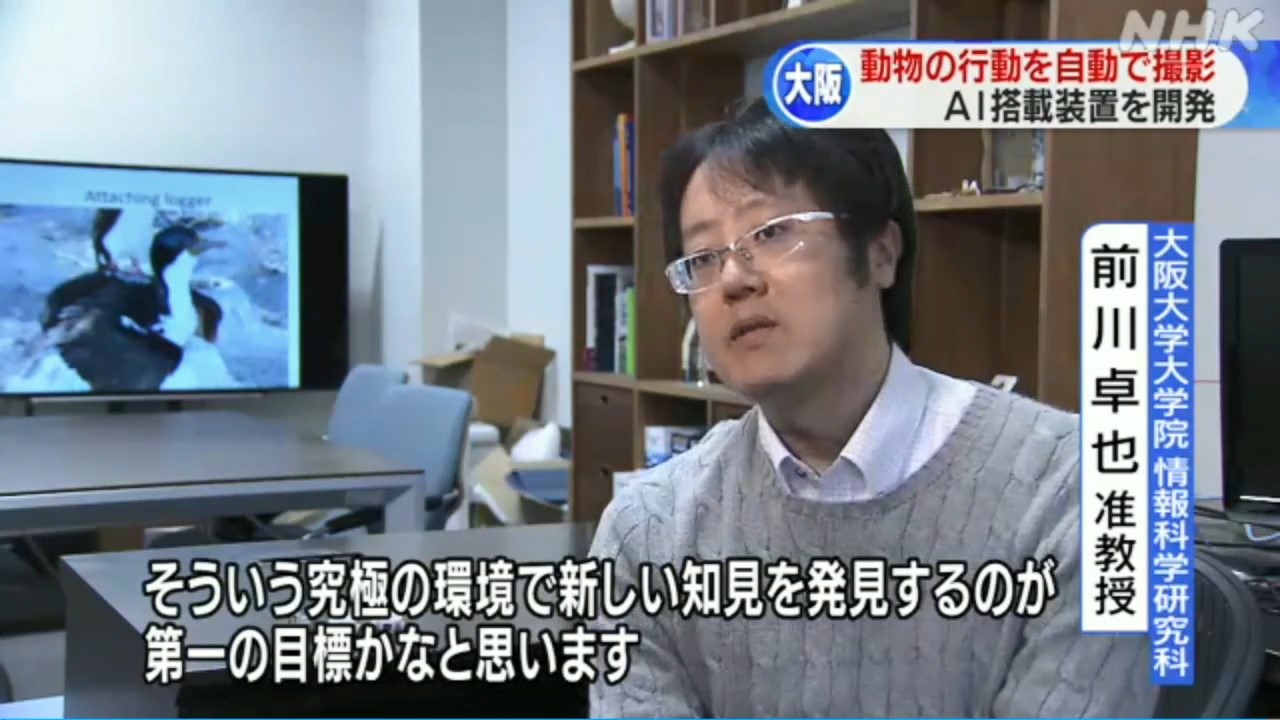 NHK
大阪
動物の行動を自動で撮影
AI搭載装置を開発
Attaching logger
大阪大学大学院 情報科学研究科
前川卓也 准教授
そういう究極の環境で新しい知見を発見するのが
第一の目標かなと思います